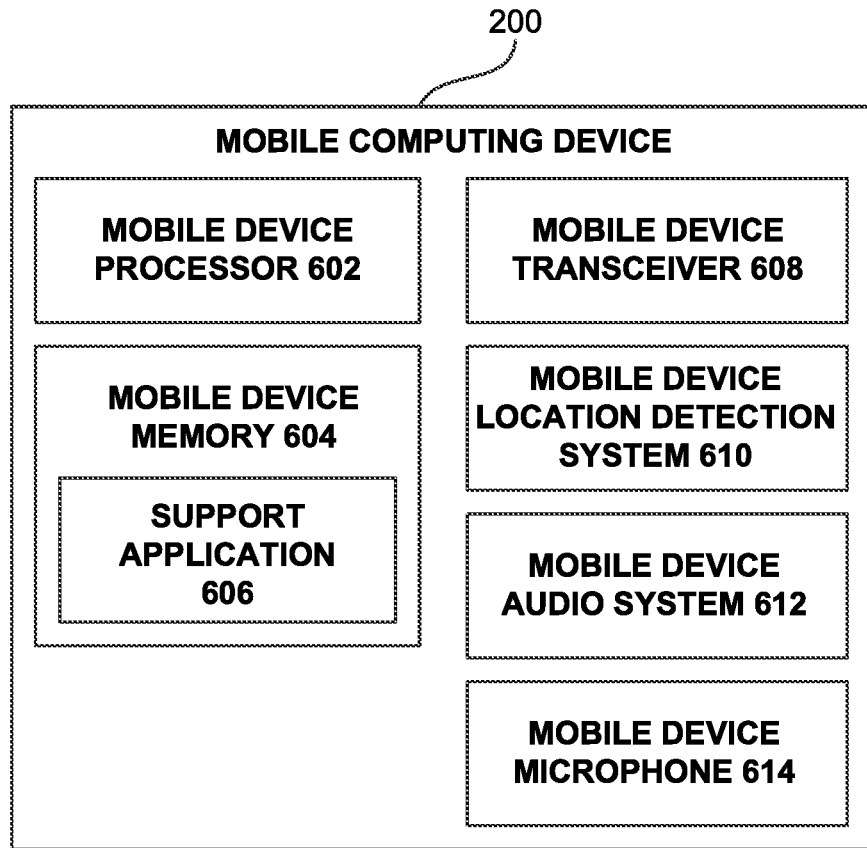 200
MOBILE COMPUTING DEVICE
MOBILE DEVICE
PROCESSOR 602
MOBILE DEVICE
MEMORY 604
SUPPORT
APPLICATION
606
MOBILE DEVICE
TRANSCEIVER 608
MOBILE DEVICE
LOCATION DETECTION
SYSTEM 610
MOBILE DEVICE
AUDIO SYSTEM 612
MOBILE DEVICE
MICROPHONE 614